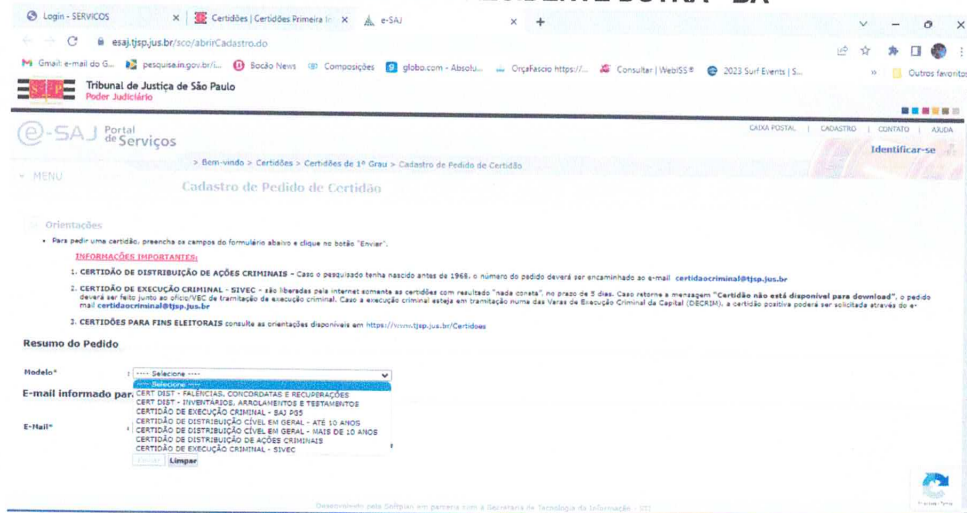 Login - SERVICOS
Certidões | Certidões Primeira In
e-SAJ
esaj.tjsp.jus.br/sco/abrirCadastro.do
Gmail: e-mail do G...
pesquisa.in.gov.br/i...
Bocão News
Composições
globo.com - Absolu...
OrçaFascio https://...
Consultar | WebISS®
2023 Surf Events | S...
»
Outros favoritos
Tribunal de Justiça de São Paulo
Poder Judiciário
e-SAJ Portal de Serviços
CAIXA POSTAL | CADASTRO | CONTATO | AJUDA
Identificar-se
> Bem-vindo > Certidões > Certidões de 1º Grau > Cadastro de Pedido de Certidão
MENU
Cadastro de Pedido de Certidão
Orientações
• Para pedir uma certidão, preencha os campos do formulário abaixo e clique no botão "Enviar".
INFORMAÇÕES IMPORTANTES:
1. CERTIDÃO DE DISTRIBUIÇÃO DE AÇÕES CRIMINAIS - Caso o pesquisado tenha nascido antes de 1968, o número do pedido deverá ser encaminhado ao e-mail certidaocriminal@tjsp.jus.br
2. CERTIDÃO DE EXECUÇÃO CRIMINAL - SIVEC - são liberadas pela internet somente as certidões com resultado "nada consta", no prazo de 5 dias. Caso retorne a mensagem "Certidão não está disponível para download", o pedido
deverá ser feito junto ao ofício/VEC de tramitação de execução criminal. Caso a execução criminal esteja em tramitação numa das Varas de Execução Criminal da Capital (DECRIM), a certidão positiva poderá ser solicitada através do e-
mail certidaocriminal@tjsp.jus.br
3. CERTIDÕES PARA FINS ELEITORAIS consulte as orientações disponíveis em https://www.tjsp.jus.br/Certidoes
Resumo do Pedido
Modelo* : ---- Selecione ----
---- Selecione ----
E-mail informado par
CERT DIST - FALÊNCIAS, CONCORDATAS E RECUPERAÇÕES
CERT DIST - INVENTÁRIOS, ARROLAMENTOS E TESTAMENTOS
CERTIDÃO DE EXECUÇÃO CRIMINAL - SAJ PG5
E-Mail*
CERTIDÃO DE DISTRIBUIÇÃO CÍVEL EM GERAL - ATÉ 10 ANOS
CERTIDÃO DE DISTRIBUIÇÃO CÍVEL EM GERAL - MAIS DE 10 ANOS
CERTIDÃO DE DISTRIBUIÇÃO DE AÇÕES CRIMINAIS
CERTIDÃO DE EXECUÇÃO CRIMINAL - SIVEC
Enviar Limpar
Desenvolvido pela Softplan em parceria com a Secretaria de Tecnologia da Informação - STI